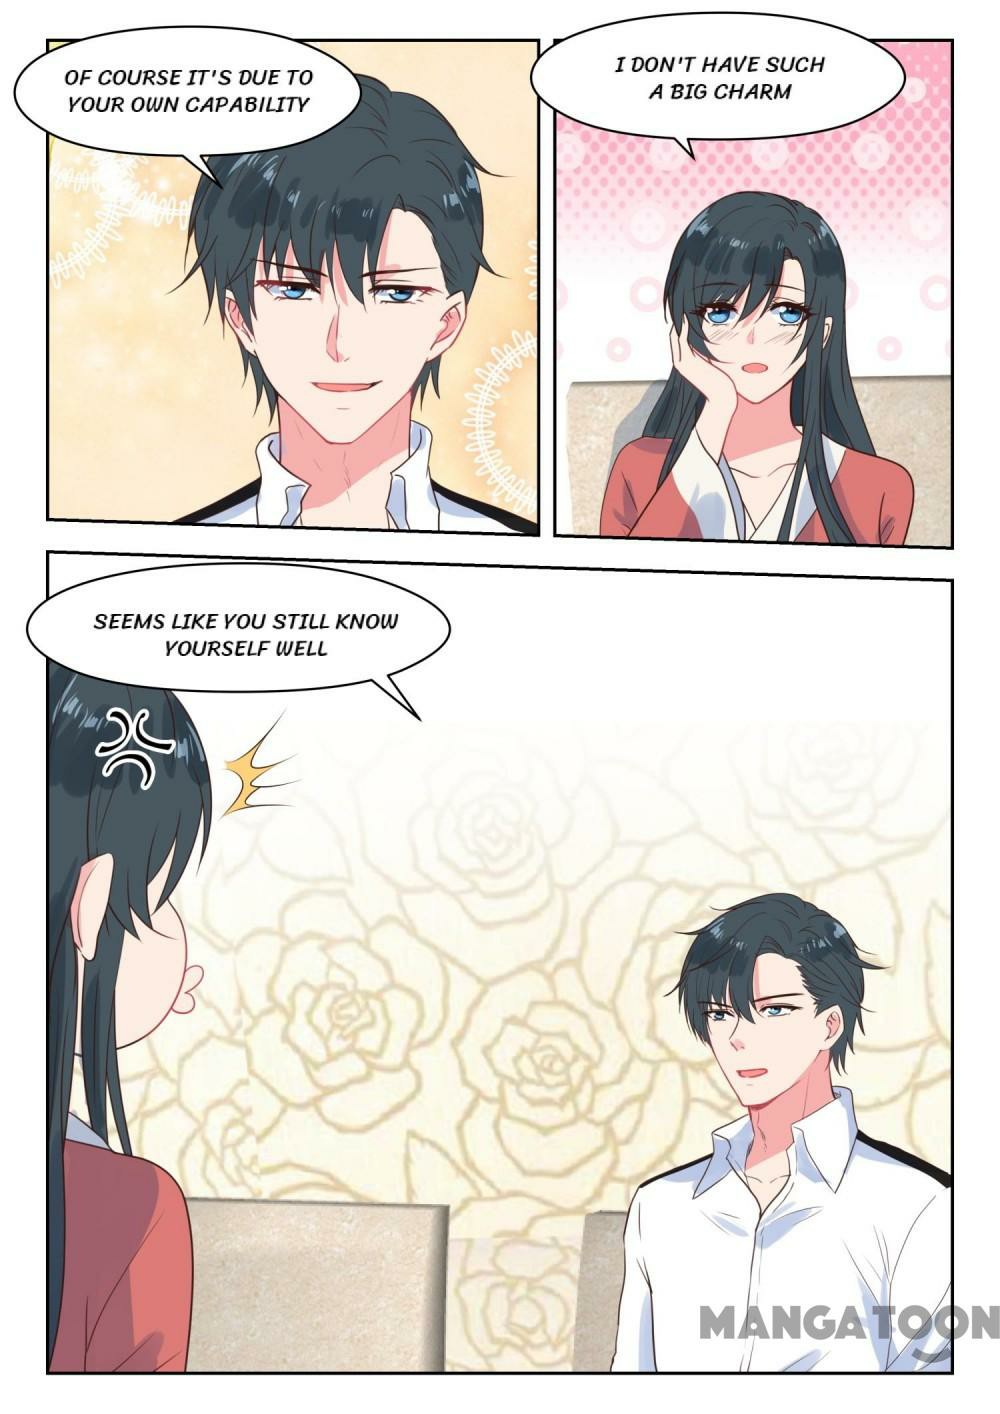 OF COURSE IT'S DUE TO
YOUR OWN CAPABILITY
I DON'T HAVE SUCH
A BIG CHARM
SEEMS LIKE YOU STILL KNOW
YOURSELF WELL
MANGATOON